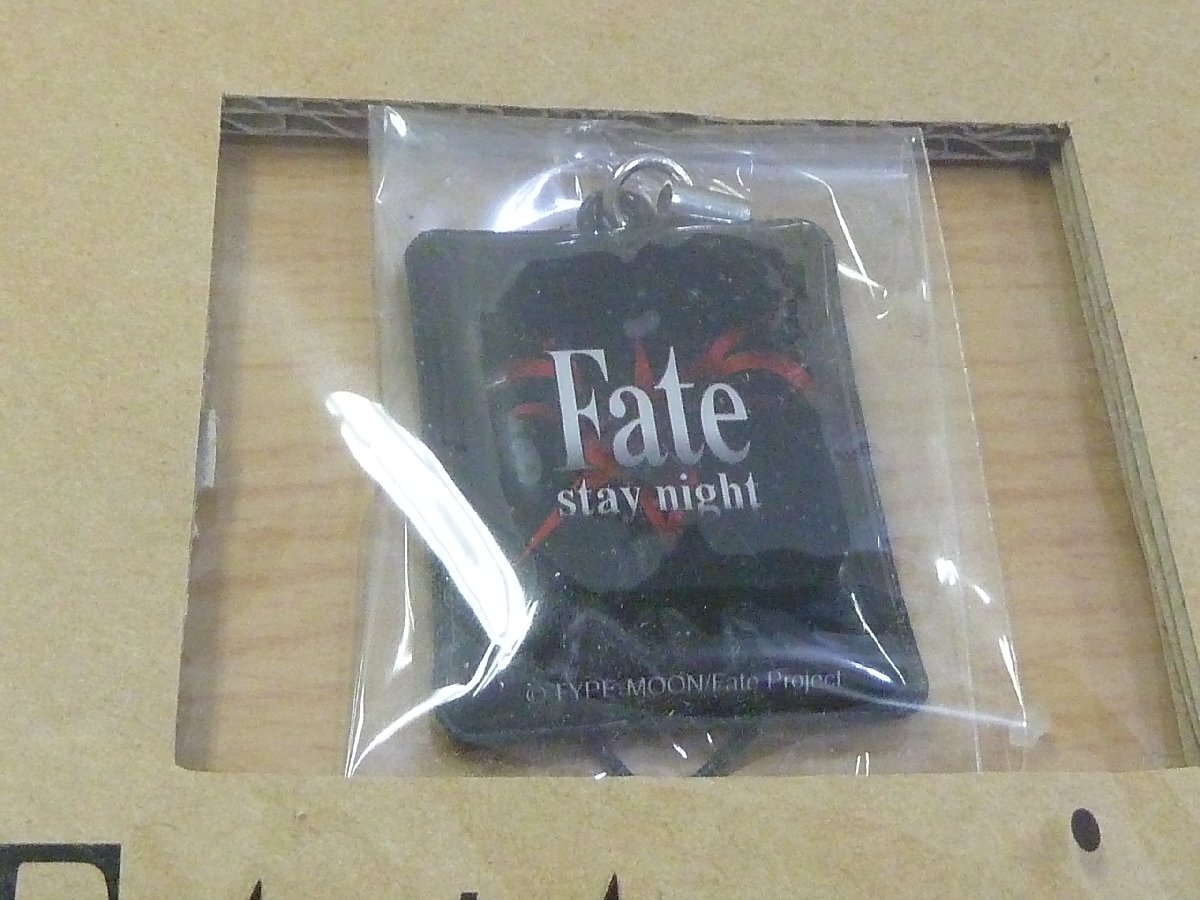 Fate
stay night
© TYPE-MOON/Fate Project